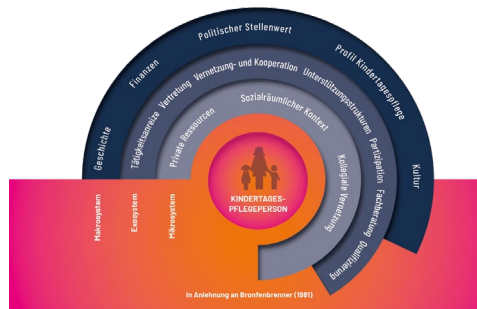 Geschichte
Finanzen
Politischer Stellenwert
Profil Kindertagespflege
Kultur
Tätigkeitsanreize
Vertretung
Vernetzung- und Kooperation
Unterstützungsstrukturen
Partizipation
Fachberatung
Qualifizierung
Private Ressourcen
Sozialräumlicher Kontext
Kollegiale Vernetzung
KINDERTAGES-
PFLEGEPERSON
Makrosystem
Exosystem
Mikrosystem
In Anlehnung an Bronfenbrenner (1981)